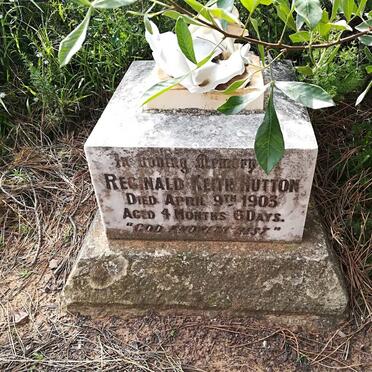 In Loving Memory
REGINALD KEITH HUTTON
DIED APRIL 9TH 1905
AGED 4 MONTHS 6 DAYS.
"GOD KNOWETH BEST"